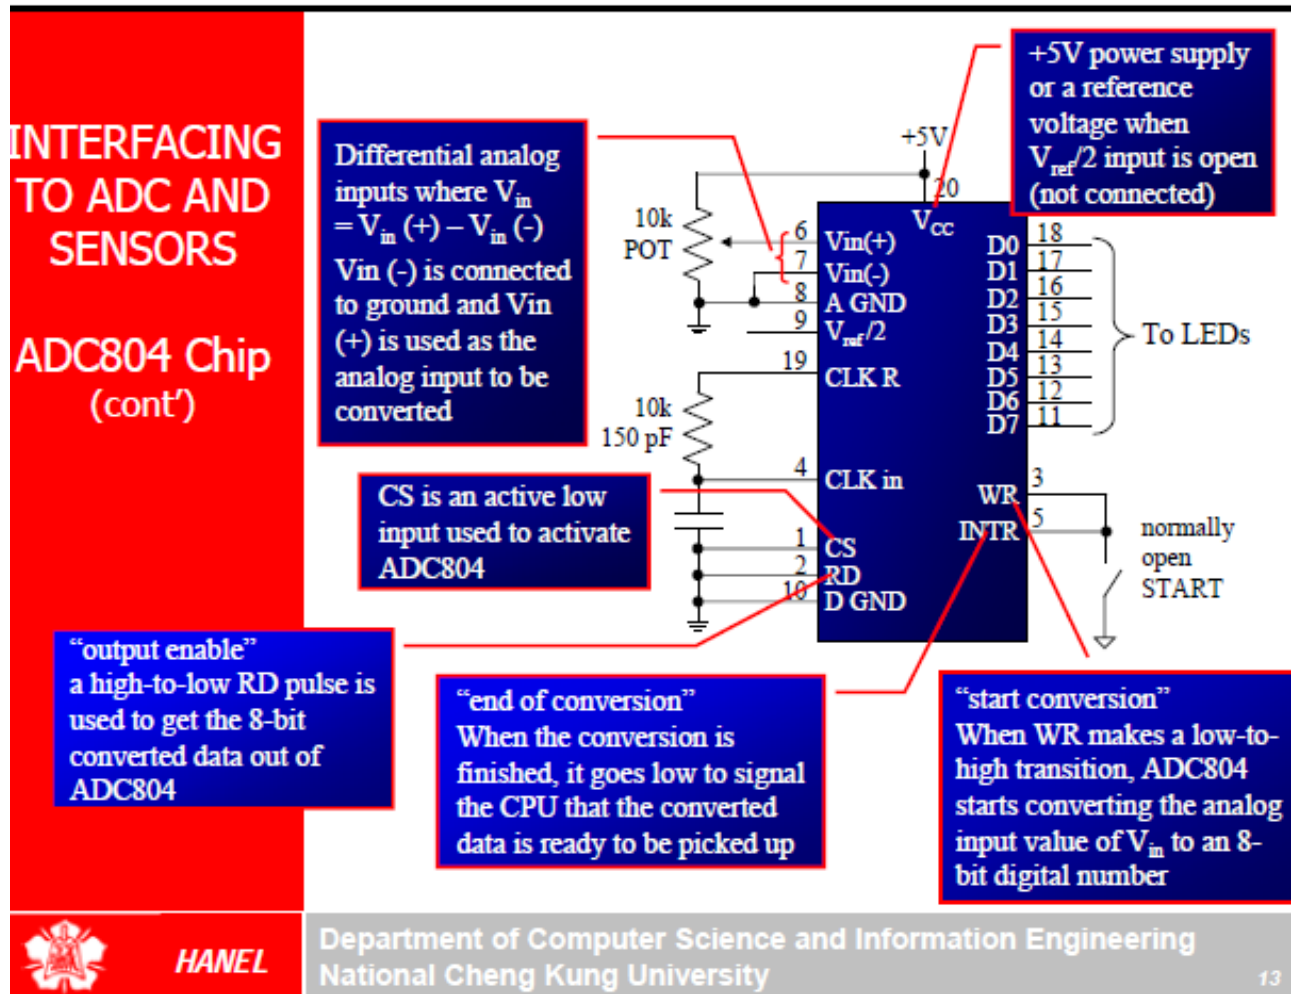 INTERFACING
TO ADC AND
SENSORS
ADC804 Chip
(cont’)
Differential analog
inputs where Vin
= Vin (+) – Vin (-)
Vin (-) is connected
to ground and Vin
(+) is used as the
analog input to be
converted
+5V power supply
or a reference
voltage when
Vref/2 input is open
(not connected)
+5V
20
VCC
10k
POT
6
Vin(+)
7
Vin(-)
8
A GND
9
Vref/2
19
CLK R
10k
150 pF
4
CLK in
1
CS
2
RD
10
D GND
D0 18
D1 17
D2 16
D3 15
D4 14
D5 13
D6 12
D7 11
To LEDs
WR 3
INTR 5
normally
open
START
CS is an active low
input used to activate
ADC804
“output enable”
a high-to-low RD pulse is
used to get the 8-bit
converted data out of
ADC804
“end of conversion”
When the conversion is
finished, it goes low to signal
the CPU that the converted
data is ready to be picked up
“start conversion”
When WR makes a low-to-
high transition, ADC804
starts converting the analog
input value of Vin to an 8-
bit digital number
HANEL
Department of Computer Science and Information Engineering
National Cheng Kung University
13